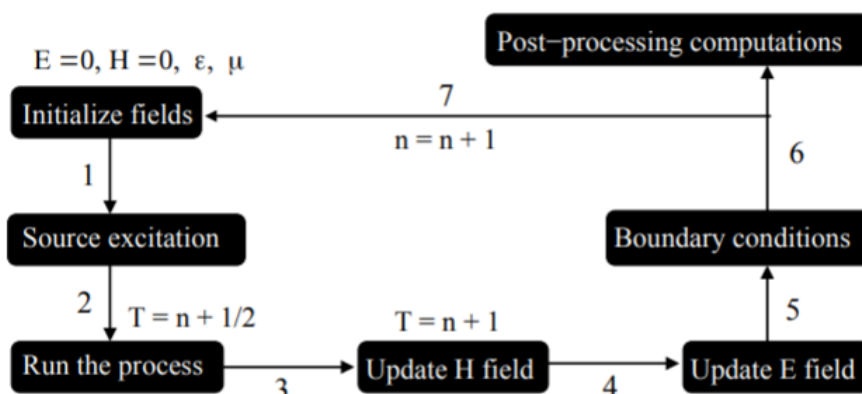 Post−processing computations
E =0, H =0, ε, μ
Initialize fields
7
n = n + 1
1
6
Source excitation
Boundary conditions
2
T = n + 1/2
T = n + 1
5
Run the process
3
Update H field
4
Update E field